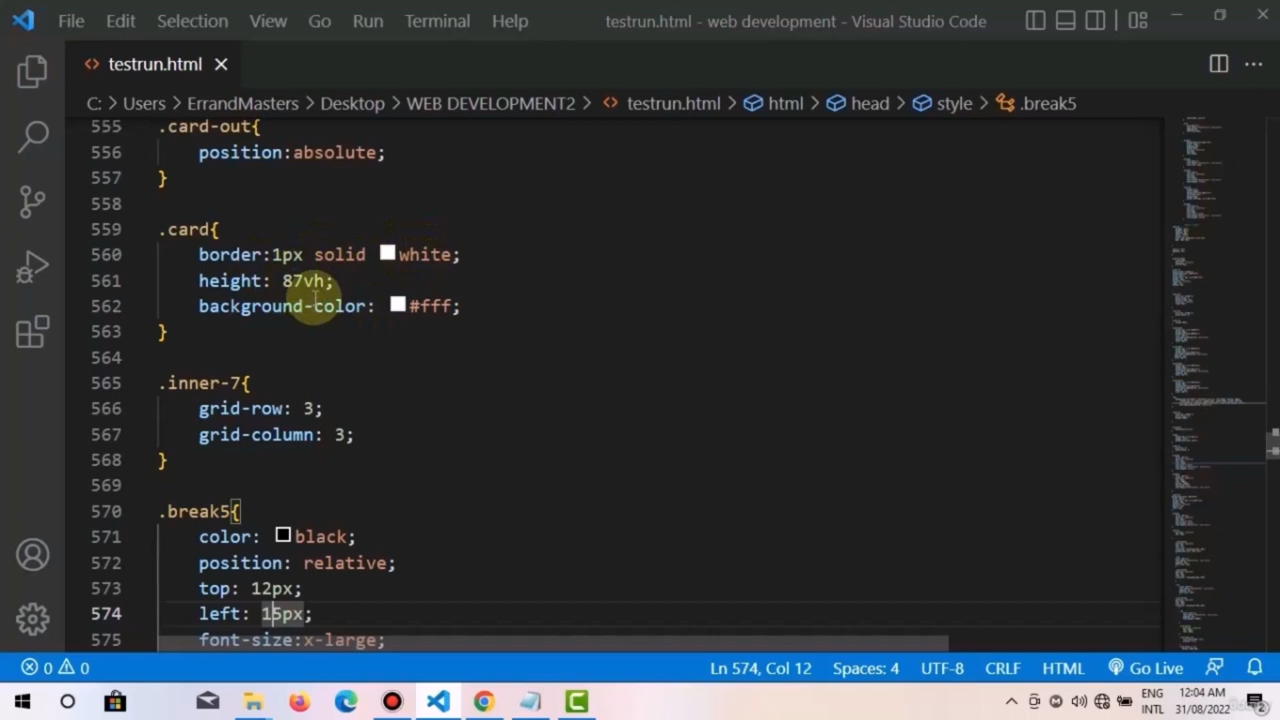 File Edit Selection View Go Run Terminal Help testrun.html - web development - Visual Studio Code
testrun.html
C: > Users > ErrandMasters > Desktop > WEB DEVELOPMENT2 > testrun.html > html > head > style > .break5
555 .card-out{
556 position:absolute;
557 }
558
559 .card{
560 border:1px solid white;
561 height: 87vh;
562 background-color: #fff;
563 }
564
565 .inner-7{
566 grid-row: 3;
567 grid-column: 3;
568 }
569
570 .break5{
571 color: black;
572 position: relative;
573 top: 12px;
574 left: 15px;
575 font-size:x-large;
0 0 Ln 574, Col 12 Spaces: 4 UTF-8 CRLF HTML Go Live
ENG 12:04 AM
INTL 31/08/2022 2